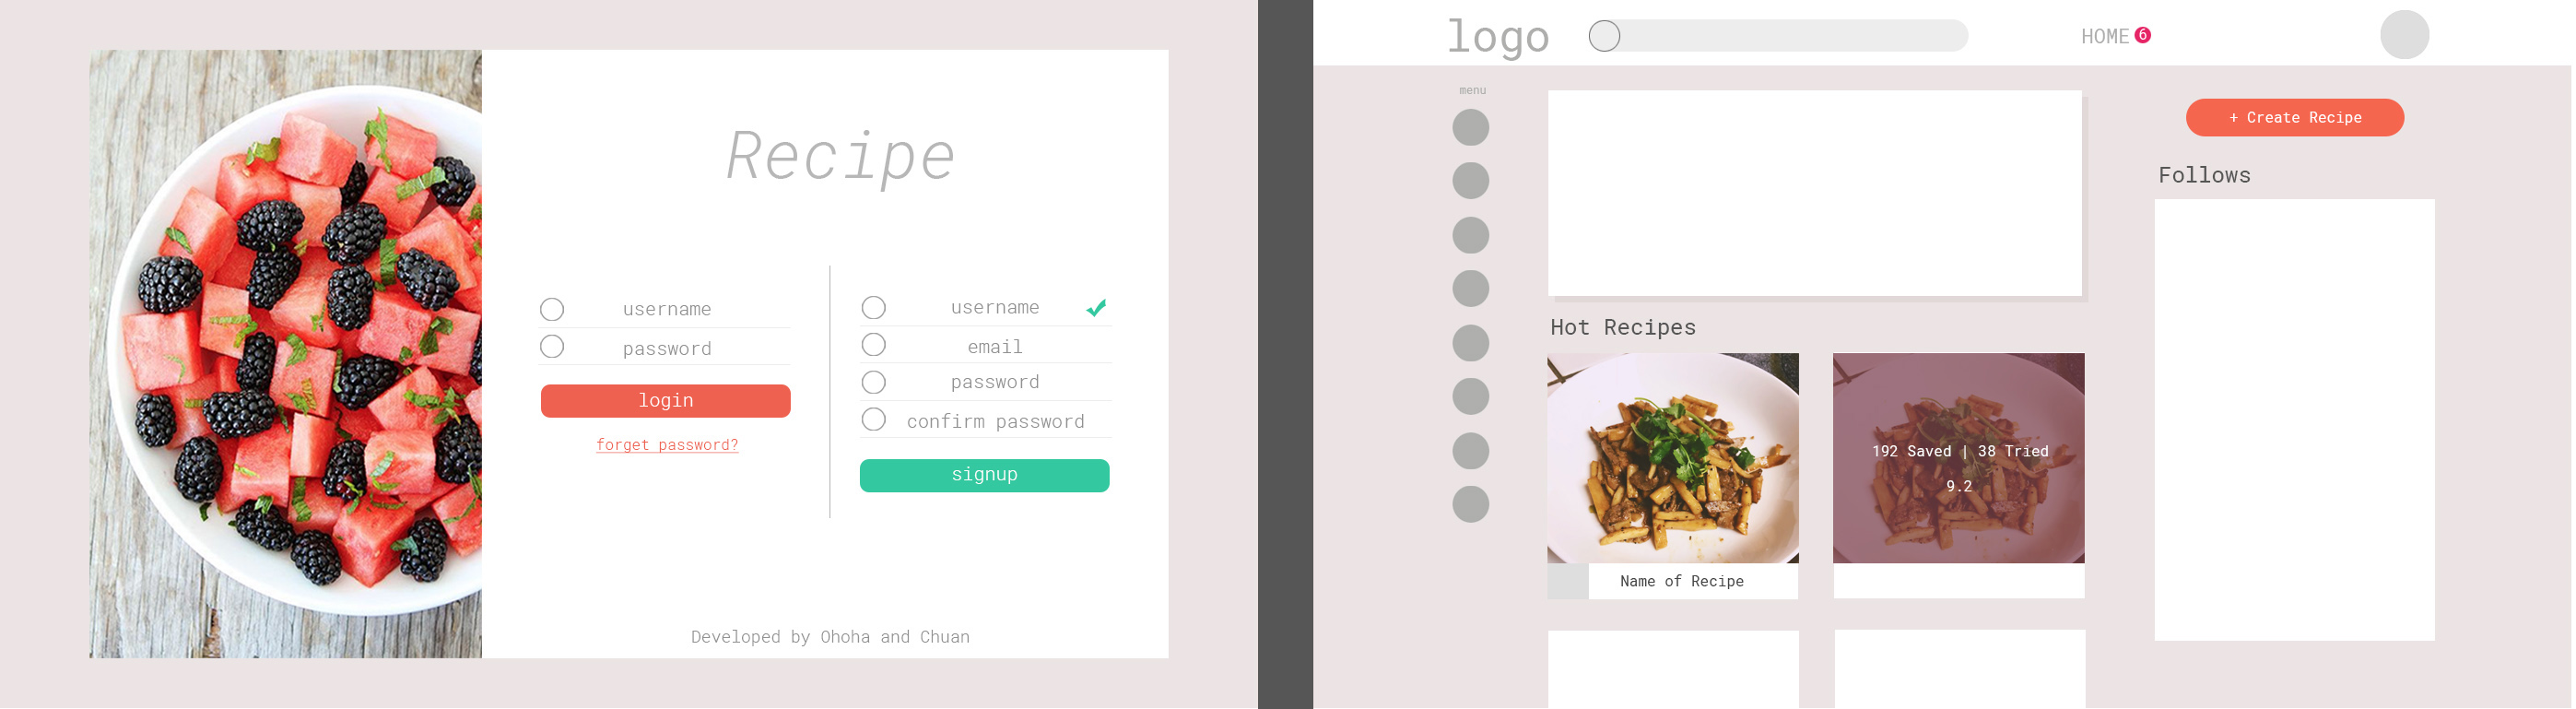 Recipe
username
password
login
forget password?
username
email
password
confirm password
signup
Developed by Ohoha and Chuan
logo
HOME 6
menu
+ Create Recipe
Follows
Hot Recipes
192 Saved | 38 Tried
9.2
Name of Recipe